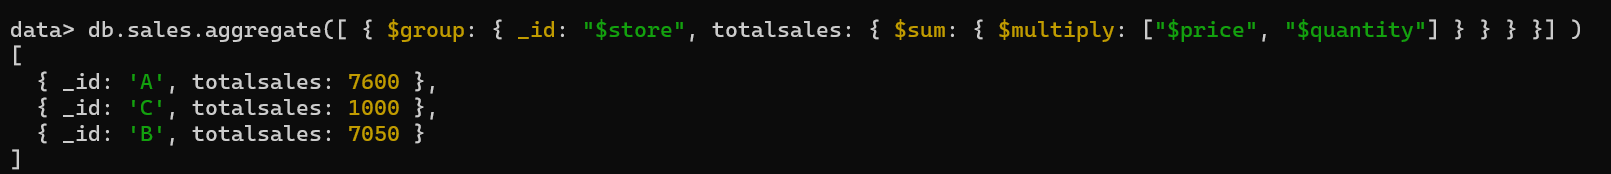 data> db.sales.aggregate([ { $group: { _id: "$store", totalsales: { $sum: { $multiply: ["$price", "$quantity"] } } } }] )
[
  { _id: 'A', totalsales: 7600 },
  { _id: 'C', totalsales: 1000 },
  { _id: 'B', totalsales: 7050 }
]